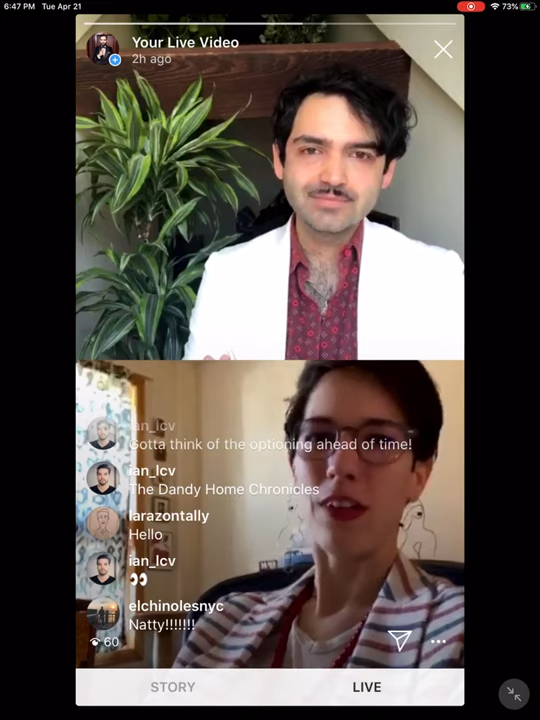 6:47 PM Tue Apr 21
73%
Your Live Video
2h ago
ian_lcv
Gotta think of the optioning ahead of time!
ian_lcv
The Dandy Home Chronicles
larazontally
Hello
ian_lcv
👀
elchinolesnyc
Natty!!!!!!!
60
STORY
LIVE